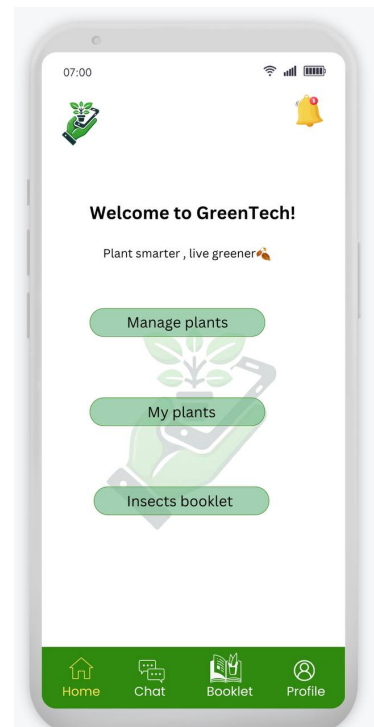 07:00
Welcome to GreenTech!
Plant smarter , live greener🍂
Manage plants
My plants
Insects booklet
Home Chat Booklet Profile